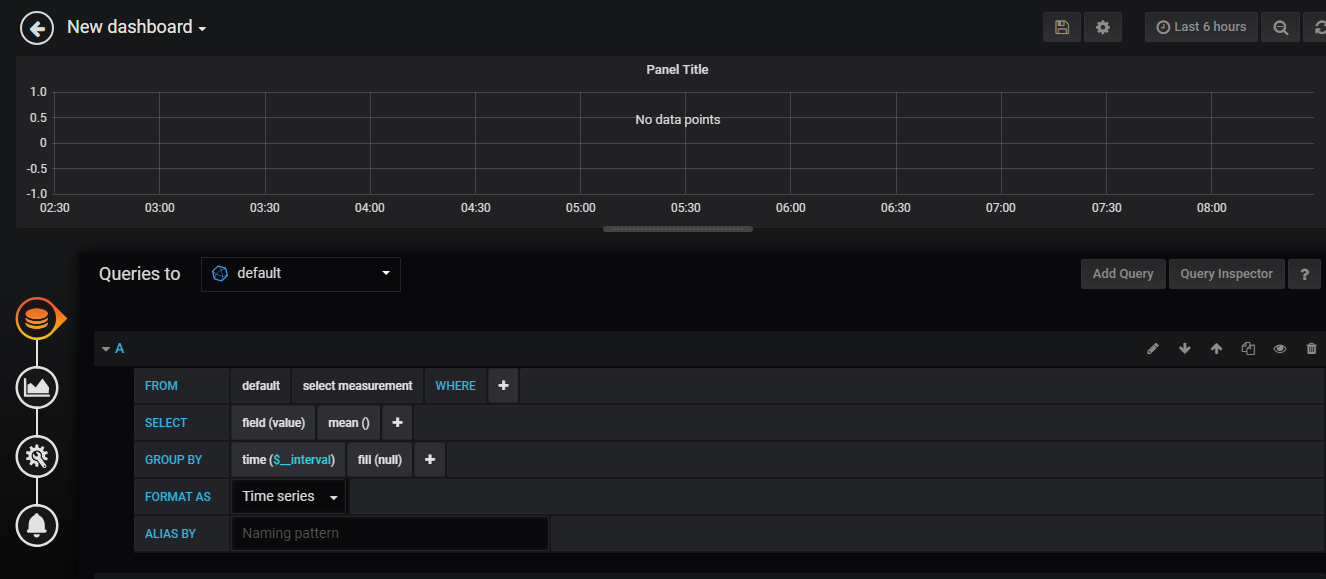 New dashboard
Last 6 hours
Panel Title
1.0
0.5
No data points
0
-0.5
-1.0
02:30 03:00 03:30 04:00 04:30 05:00 05:30 06:00 06:30 07:00 07:30 08:00
Queries to default Add Query Query Inspector ?
A
FROM default select measurement WHERE +
SELECT field (value) mean () +
GROUP BY time ($__interval) fill (null) +
FORMAT AS Time series
ALIAS BY Naming pattern